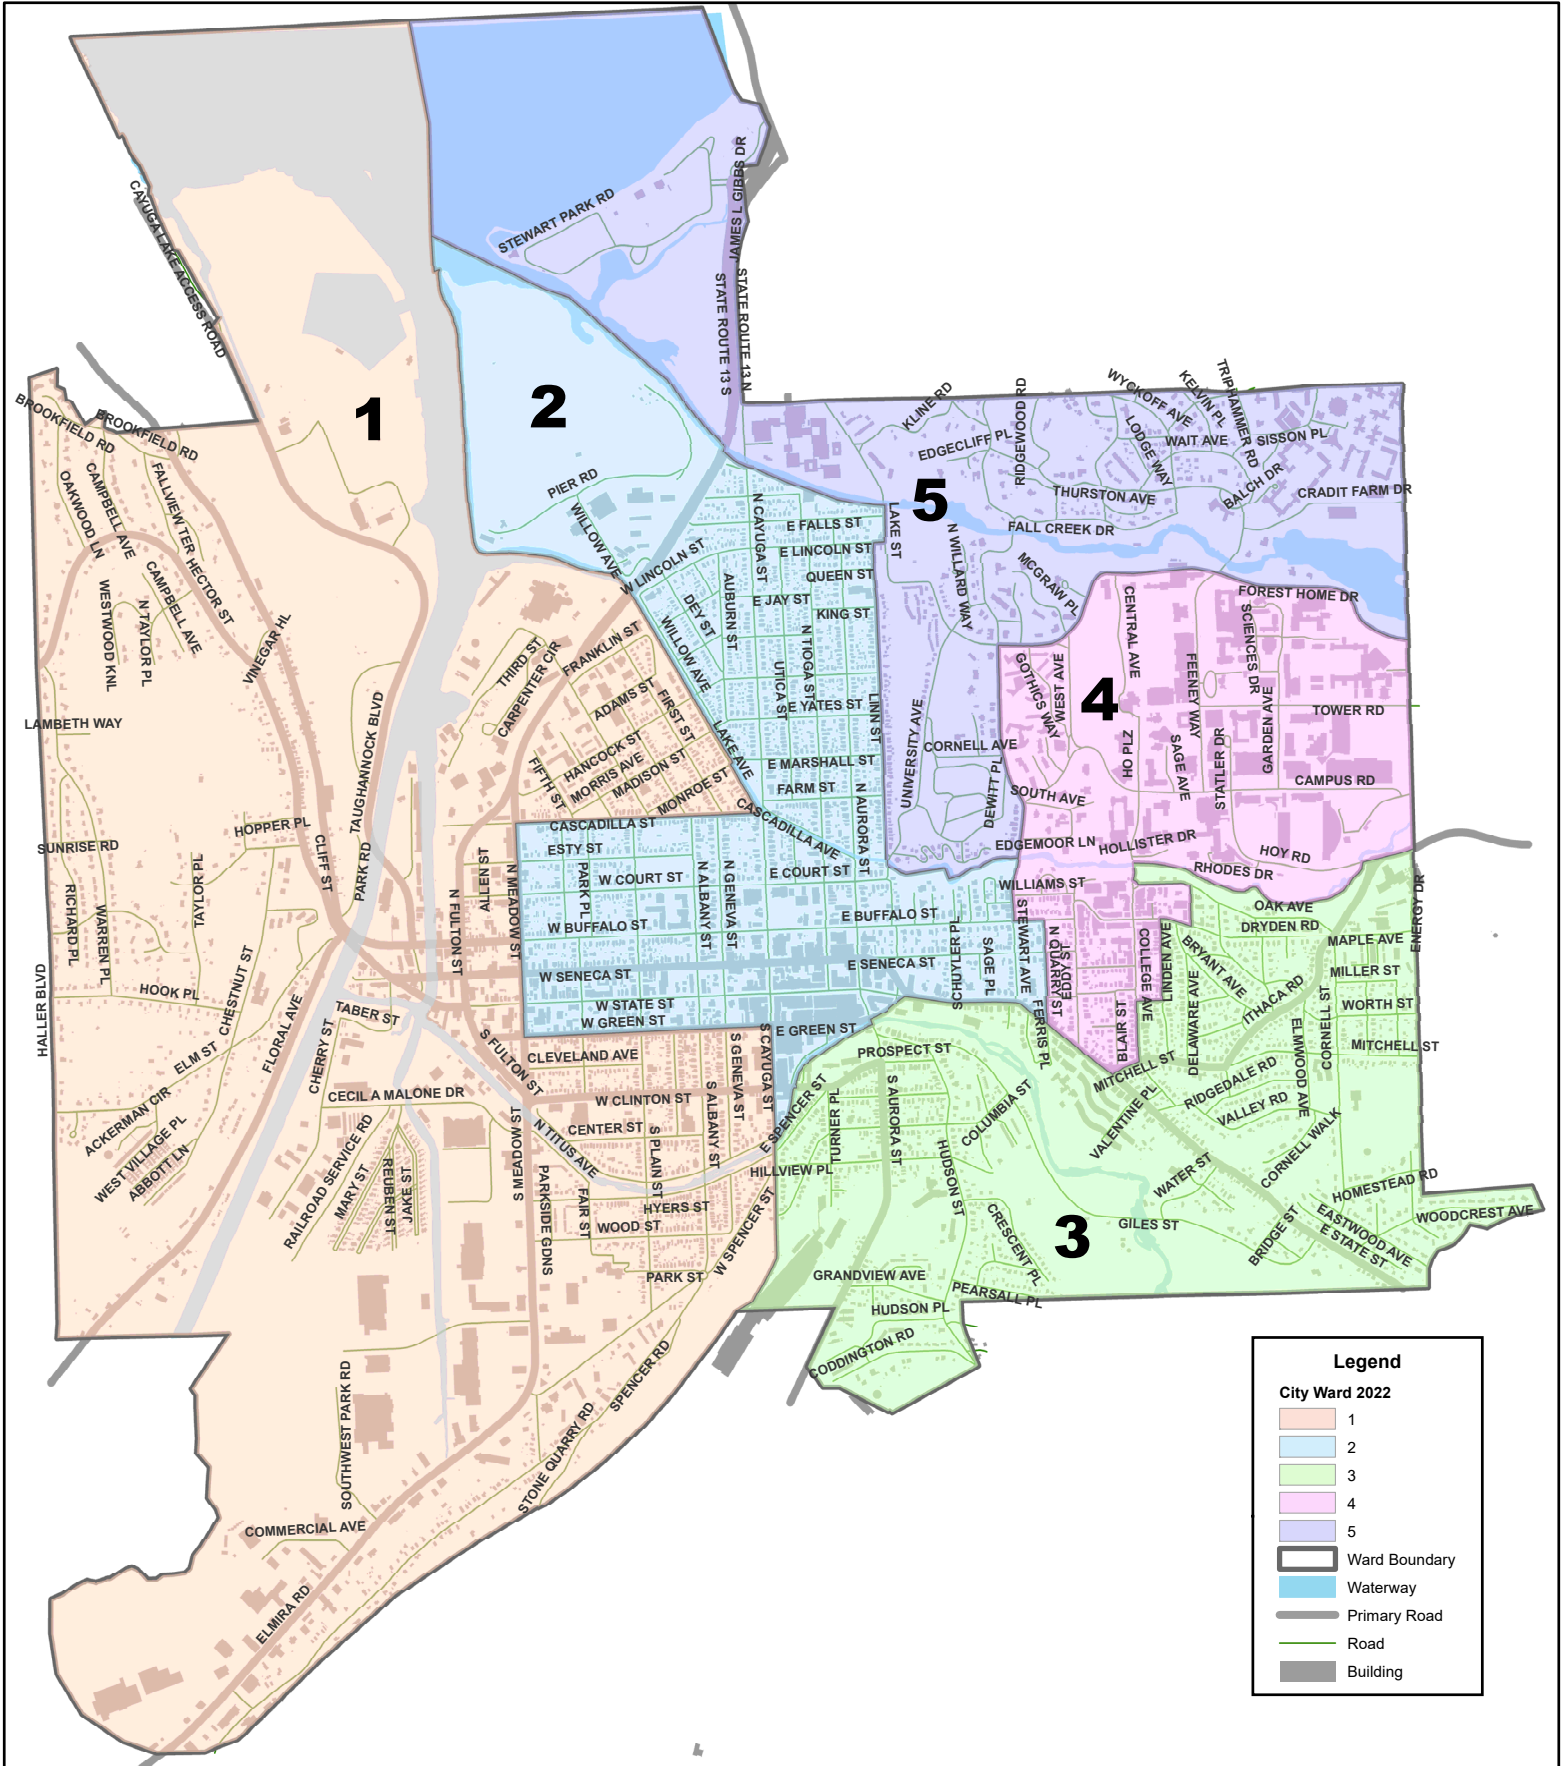 JAMES L GIBBS DR
STEWART PARK RD
CAYUGA LAKE ACCESS ROAD
STATE ROUTE 13 S
STATE ROUTE 13 N
1
2
5
4
3
BROOKFIELD RD
BROOKFIELD RD
OAKWOOD LN
CAMPBELL AVE
FALLVIEW TER
HECTOR ST
CAMPBELL AVE
WESTWOOD KNL
N TAYLOR PL
VINEGAR HL
LAMBETH WAY
PIER RD
WILLOW AVE
W LINCOLN ST
N CAYUGA ST
E FALLS ST
E LINCOLN ST
QUEEN ST
E JAY ST
KING ST
DEY ST
AUBURN ST
WILLOW AVE
UTICA ST
N TIOGA ST
E YATES ST
LINN ST
LAKE AVE
E MARSHALL ST
FARM ST
N AURORA ST
CASCADILLA AVE
LAKE ST
KLINE RD
EDGECLIFF PL
RIDGEWOOD RD
WYCKOFF AVE
KELVIN PL
TRIPHAMMER RD
LODGE WAY
WAIT AVE
SISSON PL
THURSTON AVE
BALCH DR
CRADIT FARM DR
FALL CREEK DR
N WILLARD WAY
MCGRAW PL
UNIVERSITY AVE
CORNELL AVE
DEWITT PL
FOREST HOME DR
CENTRAL AVE
SCIENCES DR
GOTHICS WAY
WEST AVE
FEENEY WAY
TOWER RD
GARDEN AVE
HO PLZ
SAGE AVE
STATLER DR
CAMPUS RD
SOUTH AVE
EDGEMOOR LN
HOLLISTER DR
HOY RD
RHODES DR
WILLIAMS ST
STEWART AVE
N QUARRY ST
EDDY ST
COLLEGE AVE
LINDEN AVE
BLAIR ST
THIRD ST
CARPENTER CIR
FRANKLIN ST
ADAMS ST
FIRST ST
HANCOCK ST
MORRIS AVE
MADISON ST
MONROE ST
FIFTH ST
TAUGHANNOCK BLVD
PARK RD
CLIFF ST
HOPPER PL
SUNRISE RD
TAYLOR PL
RICHARD PL
WARREN PL
HALLER BLVD
HOOK PL
CHESTNUT ST
FLORAL AVE
ELM ST
CHERRY ST
TABER ST
ACKERMAN CIR
WEST VILLAGE PL
ABBOTT LN
ALLEN ST
N MEADOW ST
N FULTON ST
CASCADILLA ST
ESTY ST
W COURT ST
PARK PL
N ALBANY ST
N GENEVA ST
E COURT ST
W BUFFALO ST
E BUFFALO ST
W SENECA ST
E SENECA ST
W STATE ST
W GREEN ST
E GREEN ST
SCHUYLER PL
SAGE PL
FERRIS PL
OAK AVE
DRYDEN RD
ENERGY DR
MAPLE AVE
BRYANT AVE
ITHACA RD
MILLER ST
WORTH ST
MITCHELL ST
DELAWARE AVE
ELMWOOD AVE
CORNELL ST
MITCHELL ST
RIDGEDALE RD
VALLEY RD
VALENTINE PL
CORNELL WALK
WATER ST
HOMESTEAD RD
WOODCREST AVE
EASTWOOD AVE
E STATE ST
BRIDGE ST
GILES ST
PROSPECT ST
E SPENCER ST
TURNER PL
S AURORA ST
COLUMBIA ST
HUDSON ST
HILLVIEW PL
CRESCENT PL
GRANDVIEW AVE
PEARSALL PL
HUDSON PL
CODDINGTON RD
S FULTON ST
CLEVELAND AVE
S GENEVA ST
S CAYUGA ST
CECIL A MALONE DR
W CLINTON ST
S ALBANY ST
CENTER ST
N TITUS AVE
S PLAIN ST
S MEADOW ST
RAILROAD SERVICE RD
MARY ST
REUBEN ST
JAKE ST
PARKSIDE GDNS
FAIR ST
HYERS ST
WOOD ST
W SPENCER ST
PARK ST
SPENCER RD
STONE QUARRY RD
SOUTHWEST PARK RD
COMMERCIAL AVE
ELMIRA RD
Legend
City Ward 2022
1
2
3
4
5
Ward Boundary
Waterway
Primary Road
Road
Building